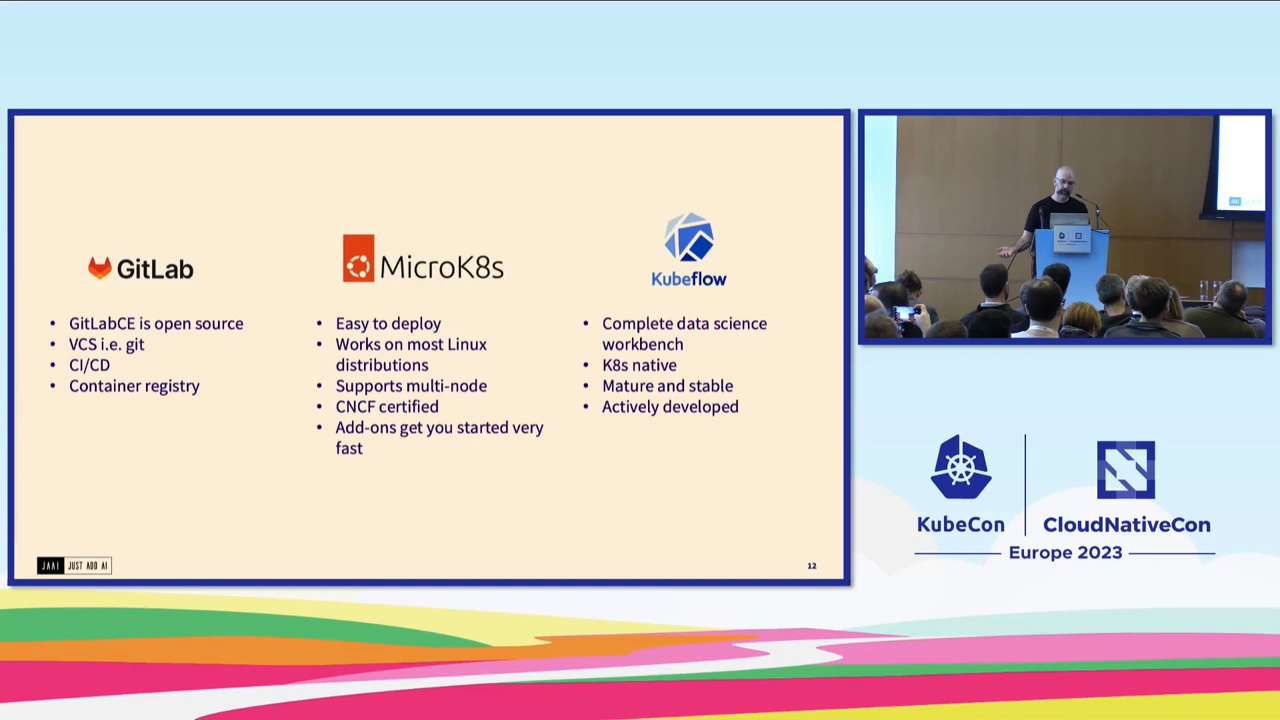 GitLab
• GitLabCE is open source
• VCS i.e. git
• CI/CD
• Container registry
MicroK8s
• Easy to deploy
• Works on most Linux
distributions
• Supports multi-node
• CNCF certified
• Add-ons get you started very
fast
Kubeflow
• Complete data science
workbench
• K8s native
• Mature and stable
• Actively developed
JAAI JUST ADD AI
12
KubeCon
CloudNativeCon
Europe 2023